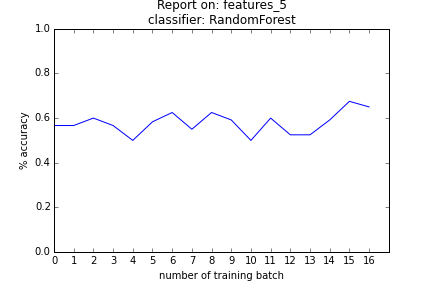 Report on: features_5
classifier: RandomForest
1.0
0.8
0.6
0.4
0.2
0.0
% accuracy
0 1 2 3 4 5 6 7 8 9 10 11 12 13 14 15 16
number of training batch